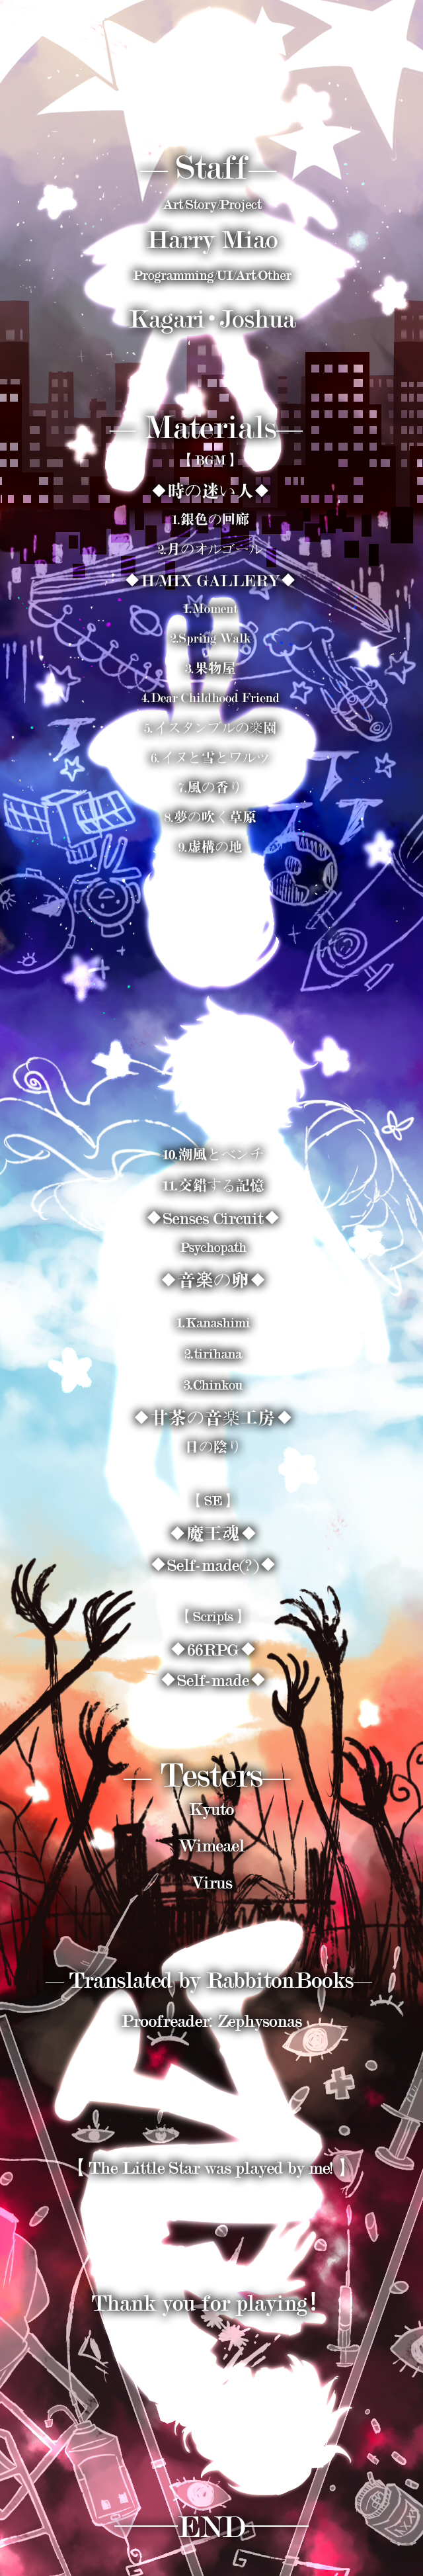 — Staff —
Art/Story/Project
Harry Miao
Programming/UI/Art/Other
Kagari・Joshua
— Materials —
【BGM】
◆時の迷い人◆
1.銀色の回廊
2.月のオルゴール
◆H/MIX GALLERY◆
1.Moment
2.Spring Walk
3.果物屋
4.Dear Childhood Friend
5.イスタンブルの楽園
6.イヌと雪とワルツ
7.風の香り
8.夢の吹く草原
9.虚構の地
10.潮風とベンチ
11.交錯する記憶
◆Senses Circuit◆
Psychopath
◆音楽の卵◆
1.Kanashimi
2.tirihana
3.Chinkou
◆甘茶の音楽工房◆
日の陰り
【SE】
◆魔王魂◆
◆Self-made(?)◆
【Scripts】
◆66RPG◆
◆Self-made◆
— Testers —
Kyuto
Wimeael
Virus
— Translated by RabbitonBooks —
Proofreader: Zephysonas
【The Little Star was played by me!】
Thank you for playing!
END